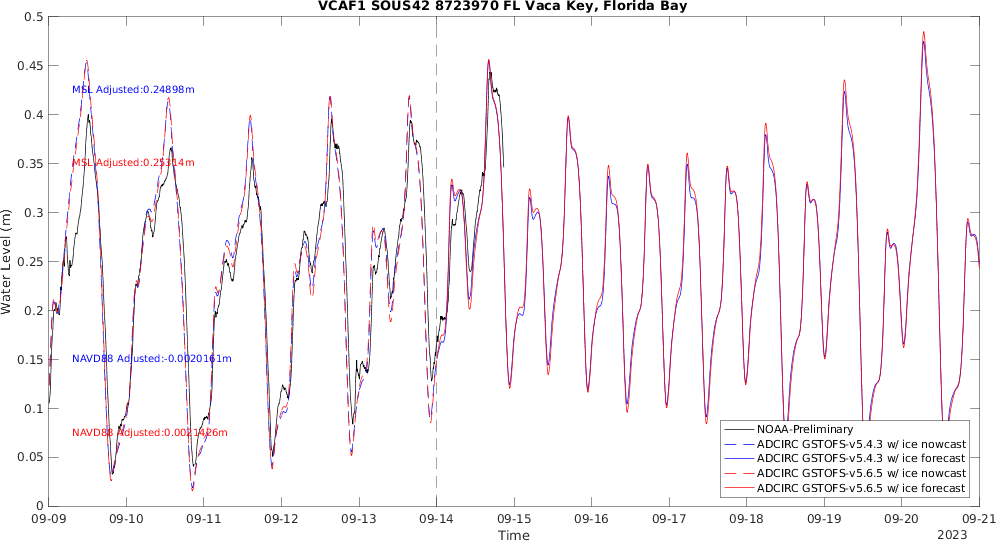 VCAF1 SOUS42 8723970 FL Vaca Key, Florida Bay
0.5
0.45
MSL Adjusted:0.24898m
0.4
0.35
MSL Adjusted:0.25314m
0.3
0.25
0.2
0.15
NAVD88 Adjusted:-0.0020161m
0.1
NAVD88 Adjusted:0.0021426m
0.05
0
Water Level (m)
NOAA-Preliminary
ADCIRC GSTOFS-v5.4.3 w/ ice nowcast
ADCIRC GSTOFS-v5.4.3 w/ ice forecast
ADCIRC GSTOFS-v5.6.5 w/ ice nowcast
ADCIRC GSTOFS-v5.6.5 w/ ice forecast
09-09 09-10 09-11 09-12 09-13 09-14 09-15 09-16 09-17 09-18 09-19 09-20 09-21
Time
2023